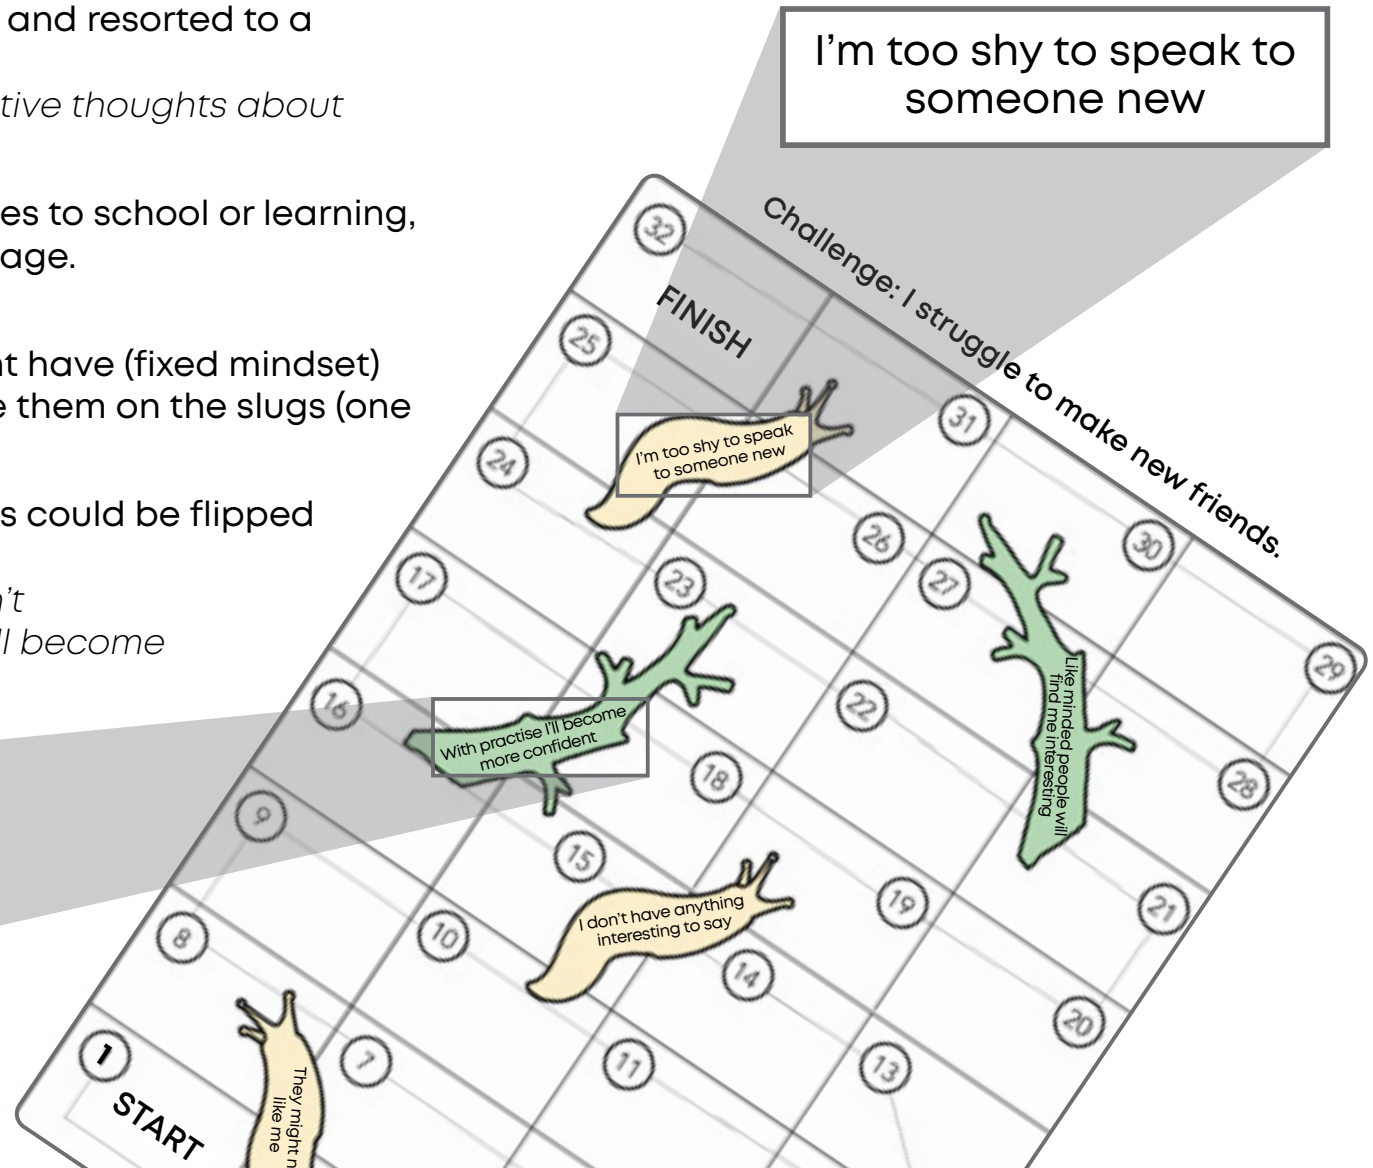 and resorted to a
tive thoughts about
es to school or learning,
age.
t have (fixed mindset)
them on the slugs (one
s could be flipped
't
ll become
I'm too shy to speak to
someone new
Challenge: I struggle to make new friends.
32
FINISH
31
30
29
25
26
27
28
I'm too shy to speak
to someone new
24
23
22
21
Like minded people will
find me interesting
17
18
19
20
With practise I'll become
more confident
16
15
14
13
I don't have anything
interesting to say
9
10
11
8
7
They might
like me
1
START